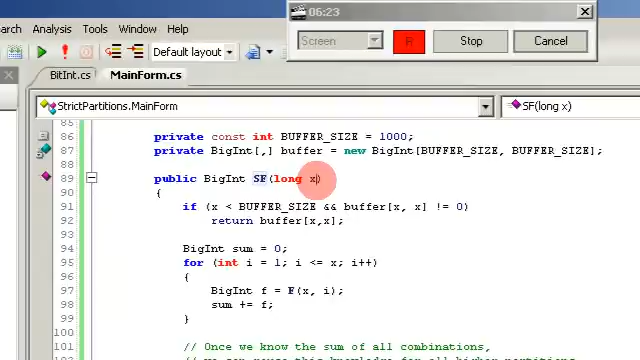 06:23
Analysis Tools Window Help
Screen R Stop Cancel
Default layout
BitInt.cs MainForm.cs
StrictPartitions.MainForm SF(long x)
85
86 private const int BUFFER_SIZE = 1000;
87 private BigInt[,] buffer = new BigInt[BUFFER_SIZE, BUFFER_SIZE];
88
89 public BigInt SF(long x)
90 {
91 if (x < BUFFER_SIZE && buffer[x, x] != 0)
92 return buffer[x,x];
93
94 BigInt sum = 0;
95 for (int i = 1; i <= x; i++)
96 {
97 BigInt f = F(x, i);
98 sum += f;
99 }
100
101 // Once we know the sum of all combinations,
102